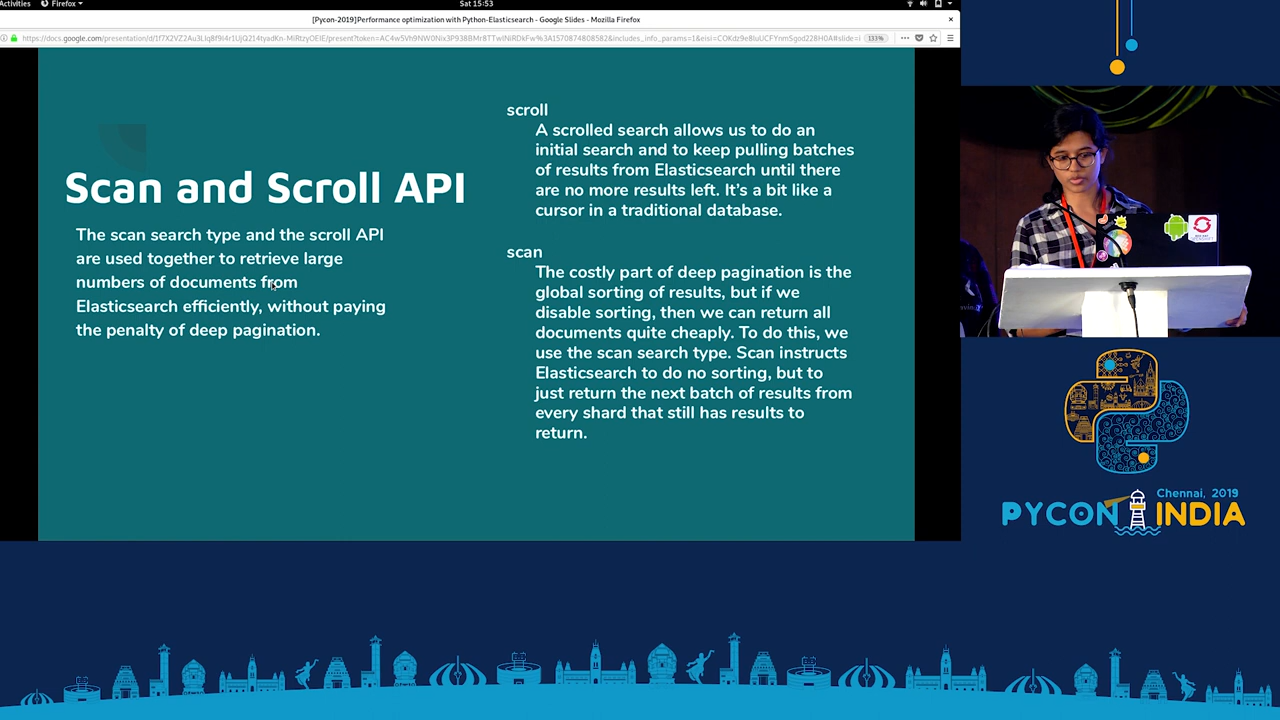 Activities
Firefox
Sat 15:53
[Pycon-2019]Performance optimization with Python-Elasticsearch - Google Slides - Mozilla Firefox
133%
Scan and Scroll API
The scan search type and the scroll API
are used together to retrieve large
numbers of documents from
Elasticsearch efficiently, without paying
the penalty of deep pagination.
scroll
A scrolled search allows us to do an
initial search and to keep pulling batches
of results from Elasticsearch until there
are no more results left. It's a bit like a
cursor in a traditional database.
scan
The costly part of deep pagination is the
global sorting of results, but if we
disable sorting, then we can return all
documents quite cheaply. To do this, we
use the scan search type. Scan instructs
Elasticsearch to do no sorting, but to
just return the next batch of results from
every shard that still has results to
return.
Chennai, 2019
PYCON INDIA